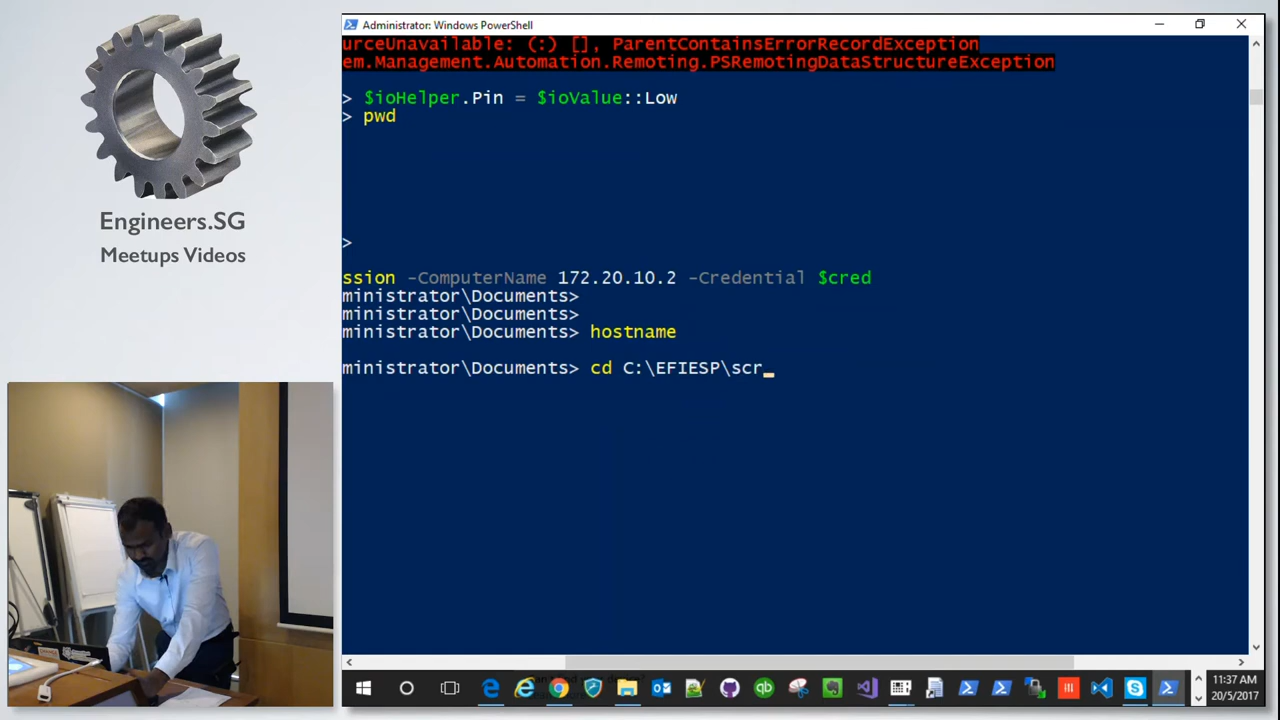 Administrator: Windows PowerShell
urceUnavailable: (:) [], ParentContainsErrorRecordException
em.Management.Automation.Remoting.PSRemotingDataStructureException
> $ioHelper.Pin = $ioValue::Low
> pwd
>
ssion -ComputerName 172.20.10.2 -Credential $cred
ministrator\Documents>
ministrator\Documents>
ministrator\Documents> hostname
ministrator\Documents> cd C:\EFIESP\scr_
Engineers.SG
Meetups Videos
11:37 AM
20/5/2017